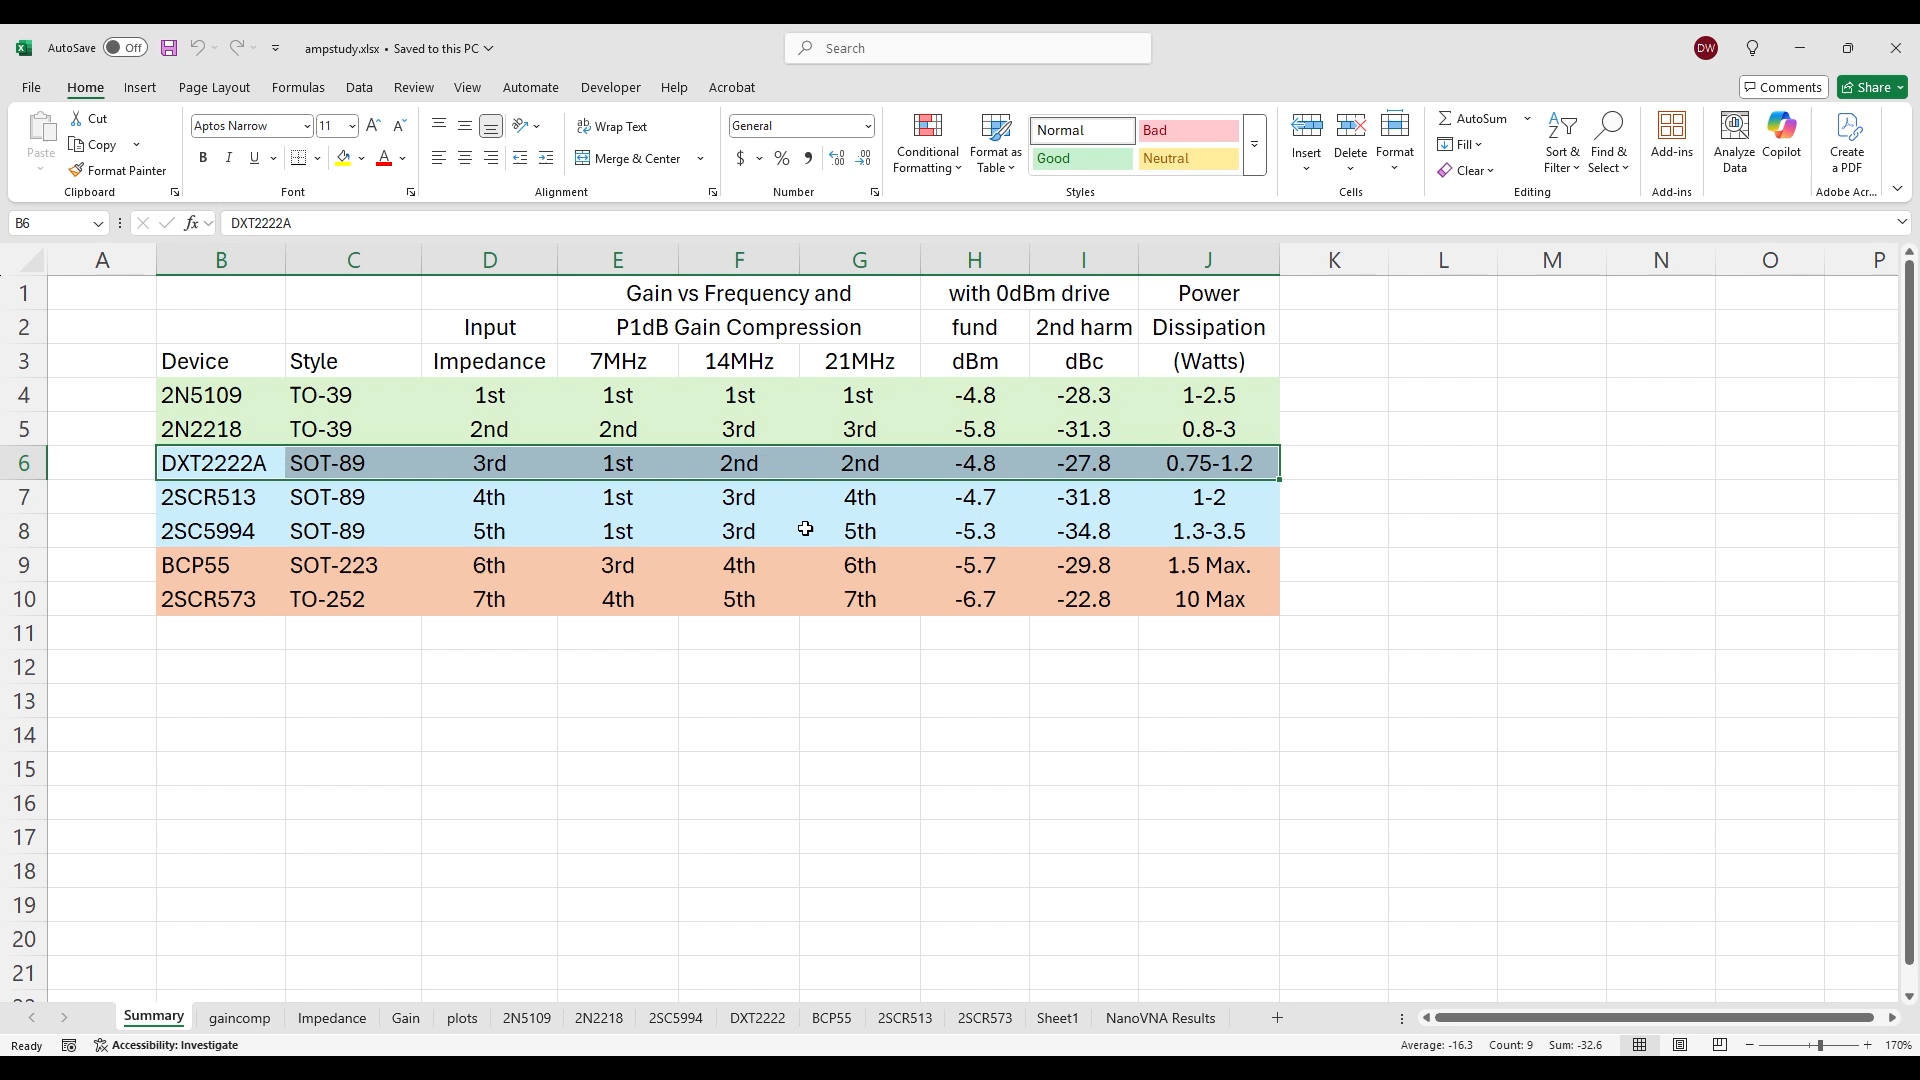 AutoSave Off ampstudy.xlsx • Saved to this PC Search DW
File Home Insert Page Layout Formulas Data Review View Automate Developer Help Acrobat Comments Share
Paste Cut Copy Format Painter Clipboard
Aptos Narrow 11 B I U Font
Wrap Text Merge & Center Alignment
General $ % Number
Conditional Formatting Format as Table Normal Bad Good Neutral Styles
Insert Delete Format Cells
AutoSum Fill Clear Sort & Filter Find & Select Editing
Add-ins Add-ins
Analyze Data Copilot
Create a PDF Adobe Acr...
B6 fx DXT2222A
A B C D E F G H I J K L M N O P
1 Gain vs Frequency and with 0dBm drive Power
2 Input P1dB Gain Compression fund 2nd harm Dissipation
3 Device Style Impedance 7MHz 14MHz 21MHz dBm dBc (Watts)
4 2N5109 TO-39 1st 1st 1st 1st -4.8 -28.3 1-2.5
5 2N2218 TO-39 2nd 2nd 3rd 3rd -5.8 -31.3 0.8-3
6 DXT2222A SOT-89 3rd 1st 2nd 2nd -4.8 -27.8 0.75-1.2
7 2SCR513 SOT-89 4th 1st 3rd 4th -4.7 -31.8 1-2
8 2SC5994 SOT-89 5th 1st 3rd 5th -5.3 -34.8 1.3-3.5
9 BCP55 SOT-223 6th 3rd 4th 6th -5.7 -29.8 1.5 Max.
10 2SCR573 TO-252 7th 4th 5th 7th -6.7 -22.8 10 Max
11
12
13
14
15
16
17
18
19
20
21
Summary gaincomp Impedance Gain plots 2N5109 2N2218 2SC5994 DXT2222 BCP55 2SCR513 2SCR573 Sheet1 NanoVNA Results
Ready Accessibility: Investigate Average: -16.3 Count: 9 Sum: -32.6 170%